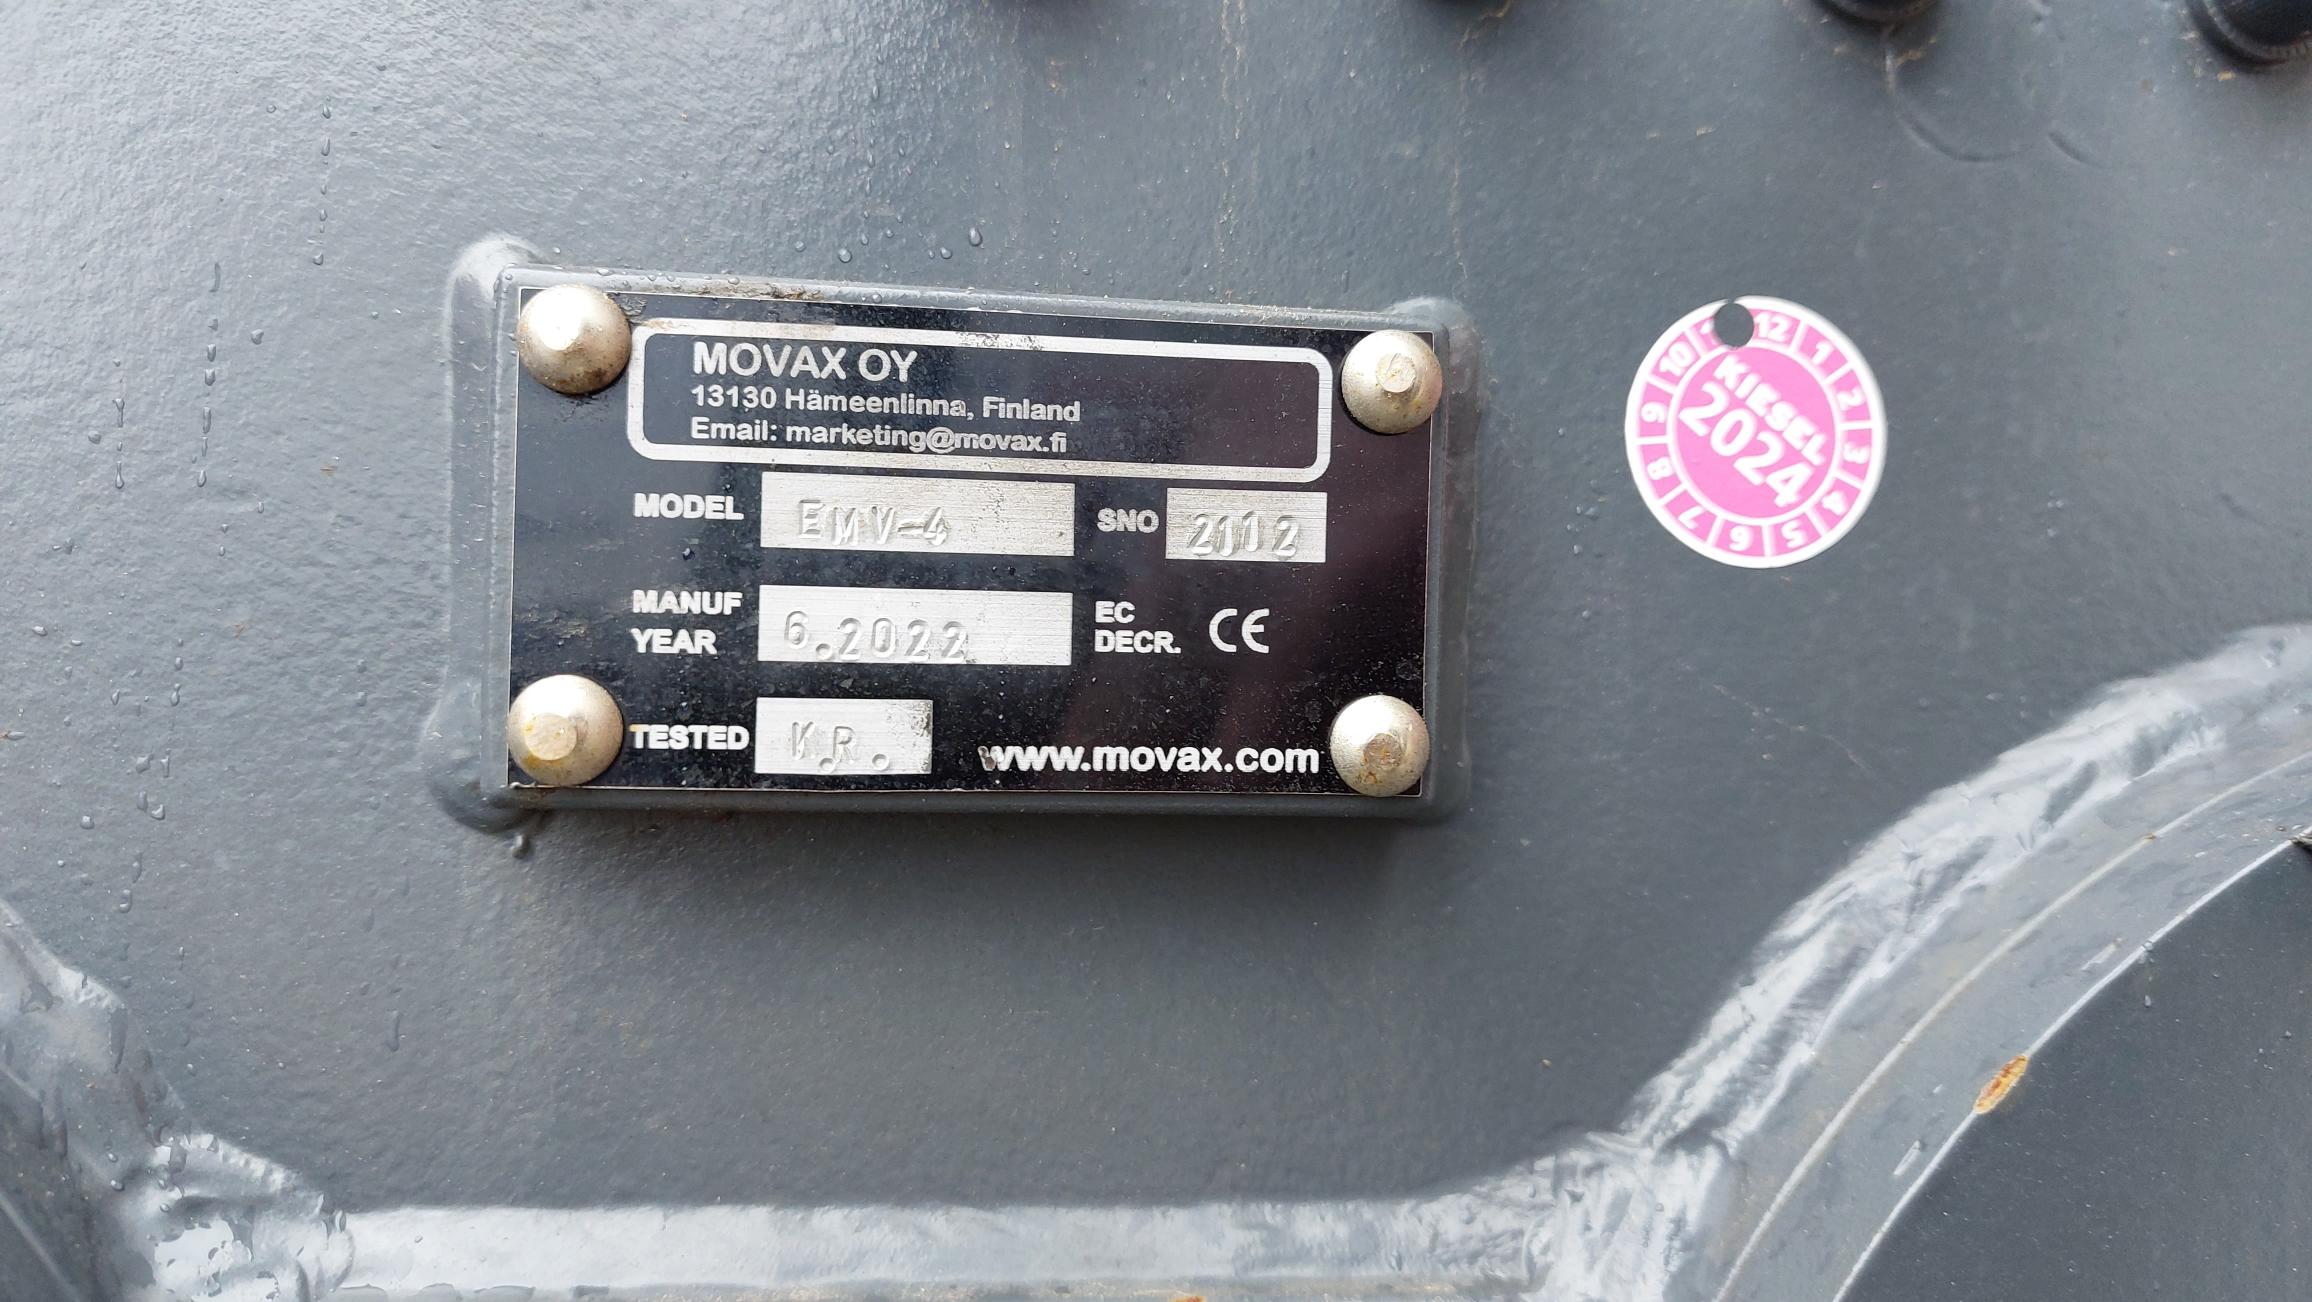 MOVAX OY
13130 Hämeenlinna, Finland
Email: marketing@movax.fi
MODEL EMV-4 SNO 2112
MANUF YEAR 6.2022 EC DECR. CE
TESTED K.R. www.movax.com
10 12 1 2 3 4 5 6 7 8 9
KIESEL
2024